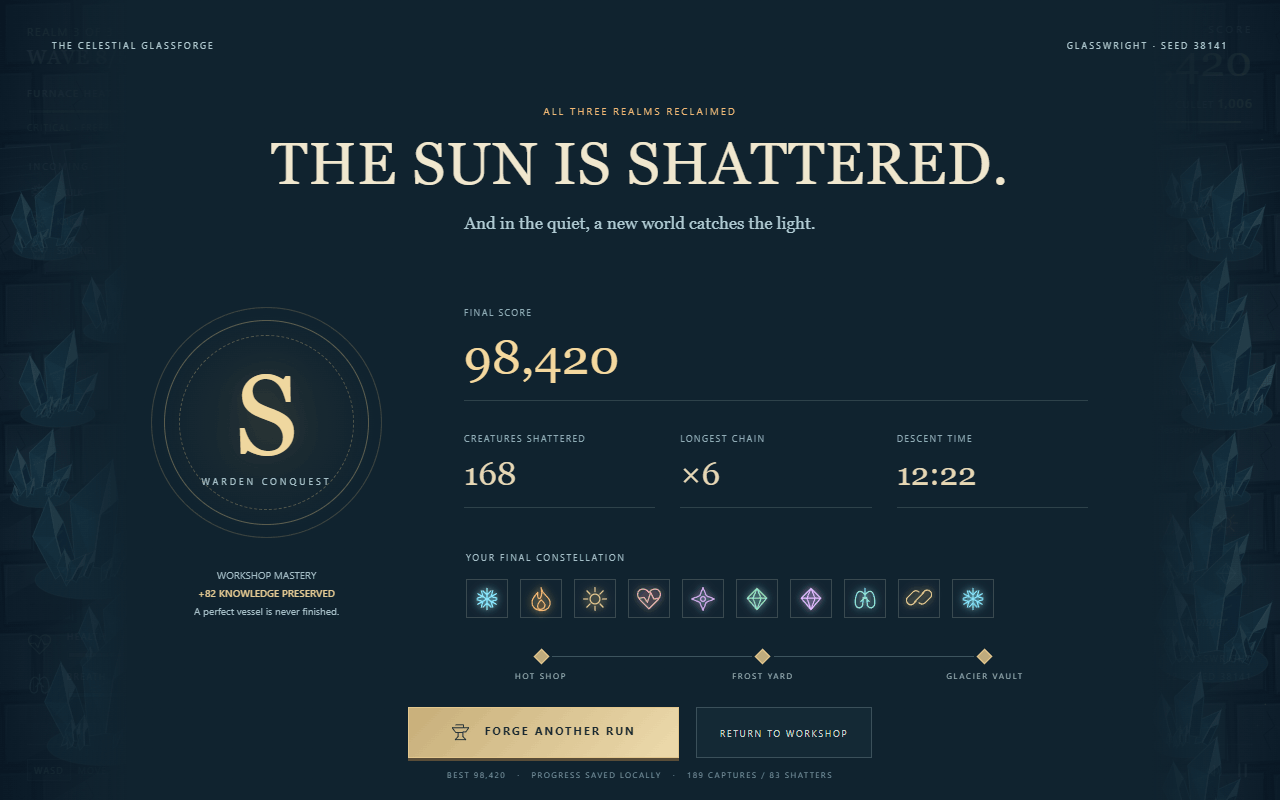 THE CELESTIAL GLASSFORGE
GLASSWRIGHT · SEED 38141
ALL THREE REALMS RECLAIMED
THE SUN IS SHATTERED.
And in the quiet, a new world catches the light.
S
WARDEN CONQUEST
WORKSHOP MASTERY
+82 KNOWLEDGE PRESERVED
A perfect vessel is never finished.
FINAL SCORE
98,420
CREATURES SHATTERED
168
LONGEST CHAIN
×6
DESCENT TIME
12:22
YOUR FINAL CONSTELLATION
HOT SHOP
FROST YARD
GLACIER VAULT
FORGE ANOTHER RUN
RETURN TO WORKSHOP
BEST 98,420 · PROGRESS SAVED LOCALLY · 189 CAPTURES / 83 SHATTERS